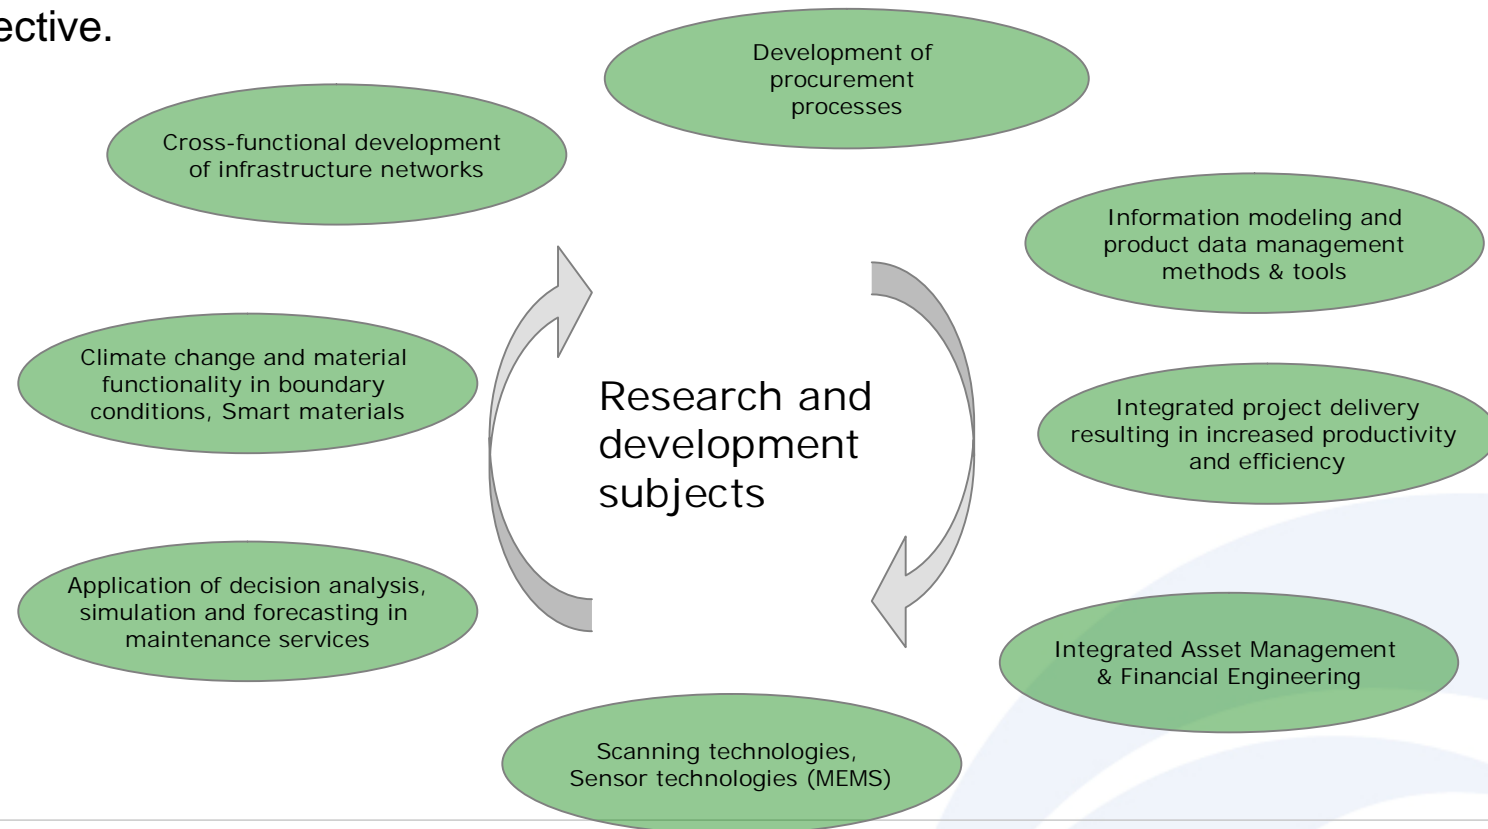 ective.
Development of
procurement
processes
Cross-functional development
of infrastructure networks
Information modeling and
product data management
methods & tools
Climate change and material
functionality in boundary
conditions, Smart materials
Research and
development
subjects
Integrated project delivery
resulting in increased productivity
and efficiency
Application of decision analysis,
simulation and forecasting in
maintenance services
Integrated Asset Management
& Financial Engineering
Scanning technologies,
Sensor technologies (MEMS)